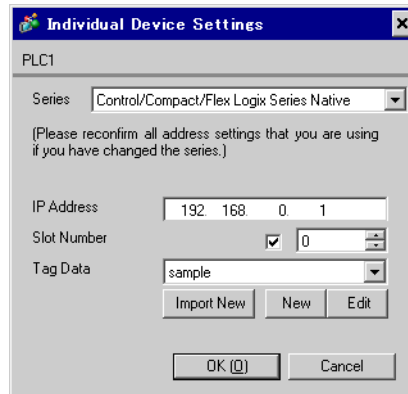 Individual Device Settings
PLC1
Series Control/Compact/Flex Logix Series Native
(Please reconfirm all address settings that you are using
if you have changed the series.)
IP Address 192. 168. 0. 1
Slot Number 0
Tag Data sample
Import New New Edit
OK (O) Cancel